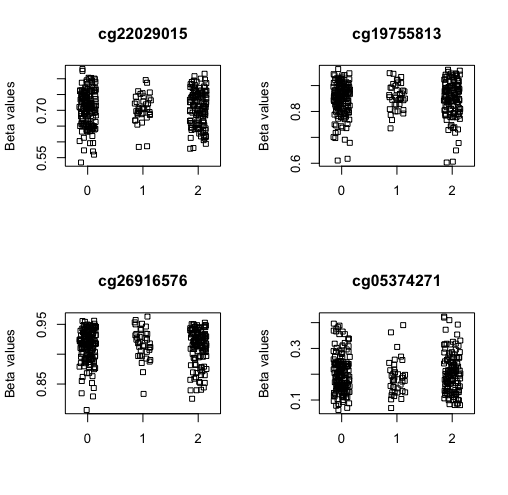 cg22029015
Beta values
0.55
0.70
0
1
2
cg19755813
Beta values
0.6
0.8
0
1
2
cg26916576
Beta values
0.85
0.95
0
1
2
cg05374271
Beta values
0.1
0.3
0
1
2